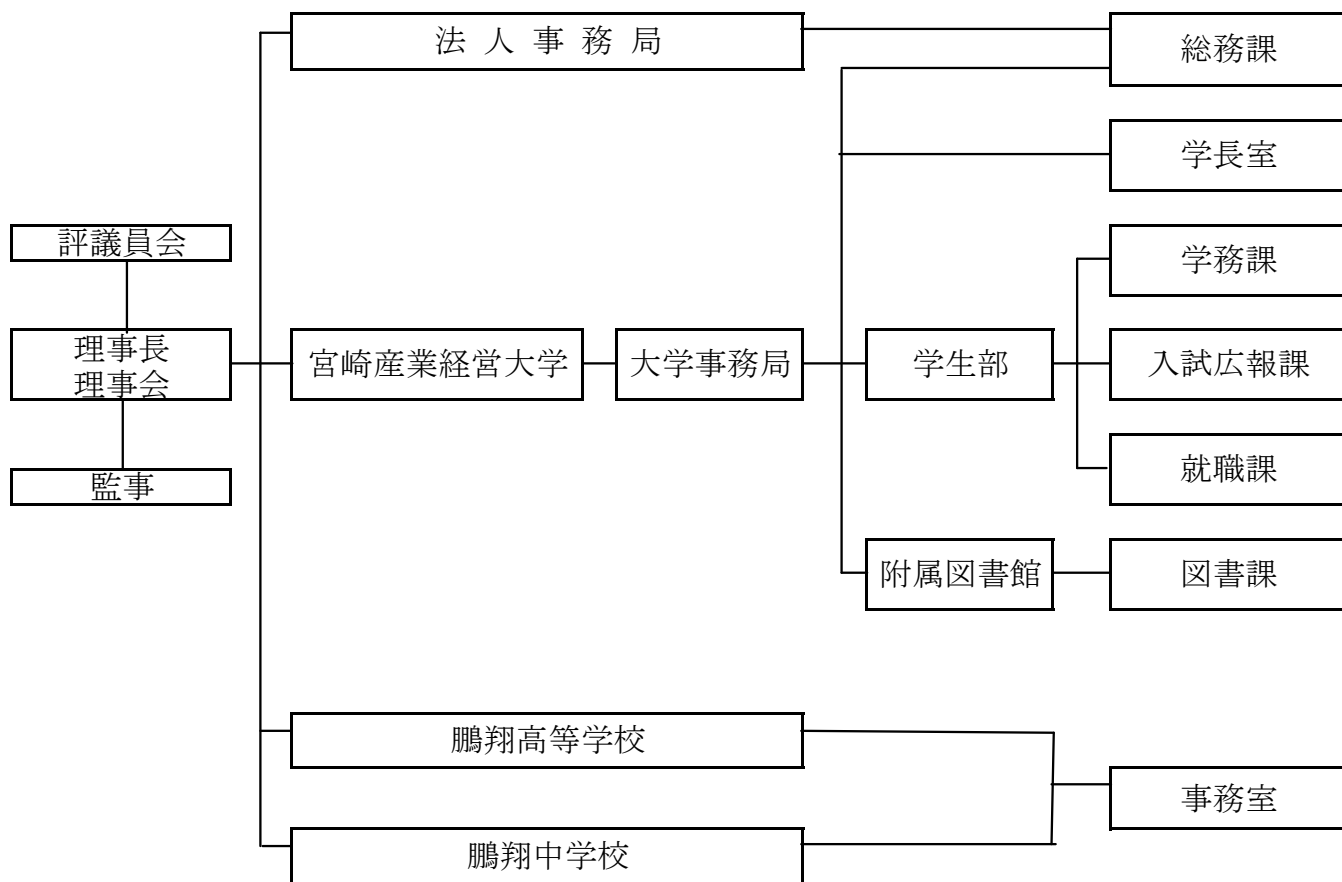 法人事務局
総務課
学長室
評議員会
学務課
理事長
理事会
宮崎産業経営大学
大学事務局
学生部
入試広報課
監事
就職課
附属図書館
図書課
鵬翔高等学校
事務室
鵬翔中学校